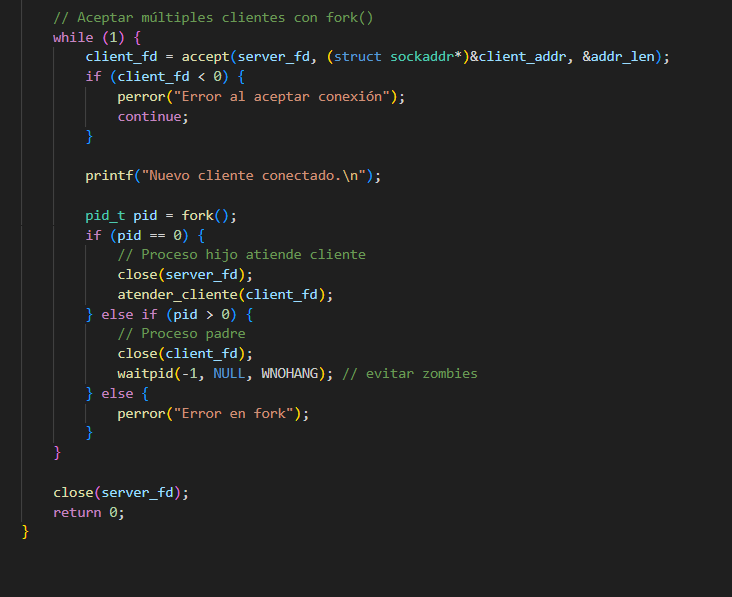 // Aceptar múltiples clientes con fork()
while (1) {
client_fd = accept(server_fd, (struct sockaddr*)&client_addr, &addr_len);
if (client_fd < 0) {
perror("Error al aceptar conexión");
continue;
}
printf("Nuevo cliente conectado.\n");
pid_t pid = fork();
if (pid == 0) {
// Proceso hijo atiende cliente
close(server_fd);
atender_cliente(client_fd);
} else if (pid > 0) {
// Proceso padre
close(client_fd);
waitpid(-1, NULL, WNOHANG); // evitar zombies
} else {
perror("Error en fork");
}
}
close(server_fd);
return 0;
}